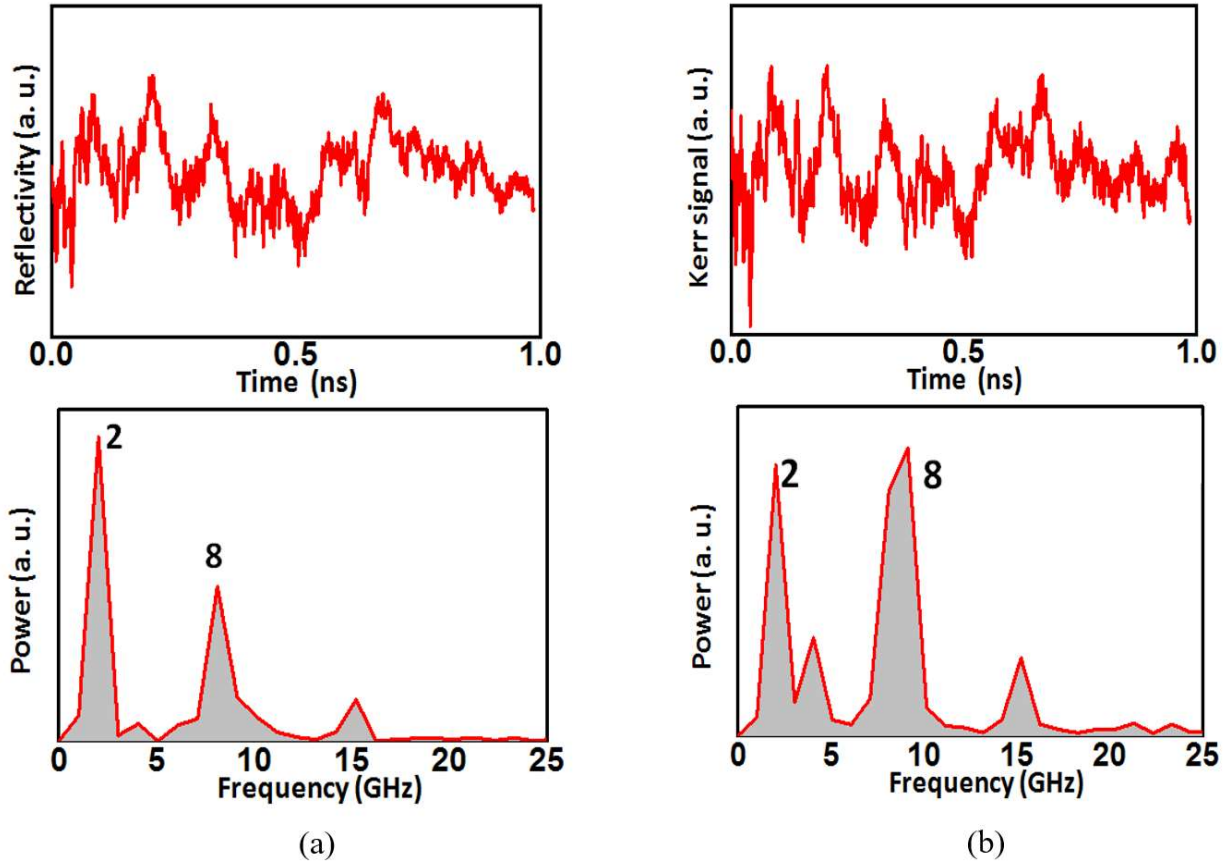 Reflectivity (a. u.)
0.0 0.5 1.0
Time (ns)
Power (a. u.)
2
8
0 5 10 15 20 25
Frequency (GHz)
(a)
Kerr signal (a. u.)
0.0 0.5 1.0
Time (ns)
Power (a. u.)
2
8
0 5 10 15 20 25
Frequency (GHz)
(b)